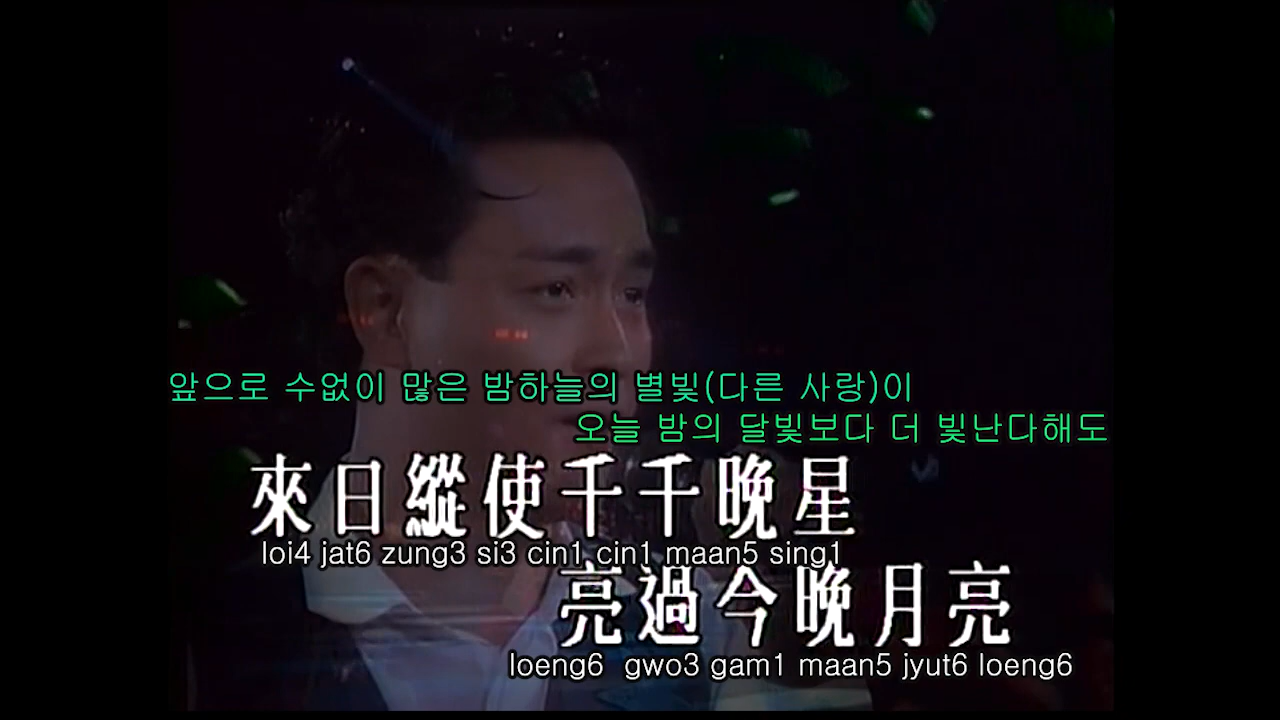 앞으로 수없이 많은 밤하늘의 별빛(다른 사랑)이
오늘 밤의 달빛보다 더 빛난다해도
來日縱使千千晚星
loi4 jat6 zung3 si3 cin1 cin1 maan5 sing1
亮過今晚月亮
loeng6 gwo3 gam1 maan5 jyut6 loeng6